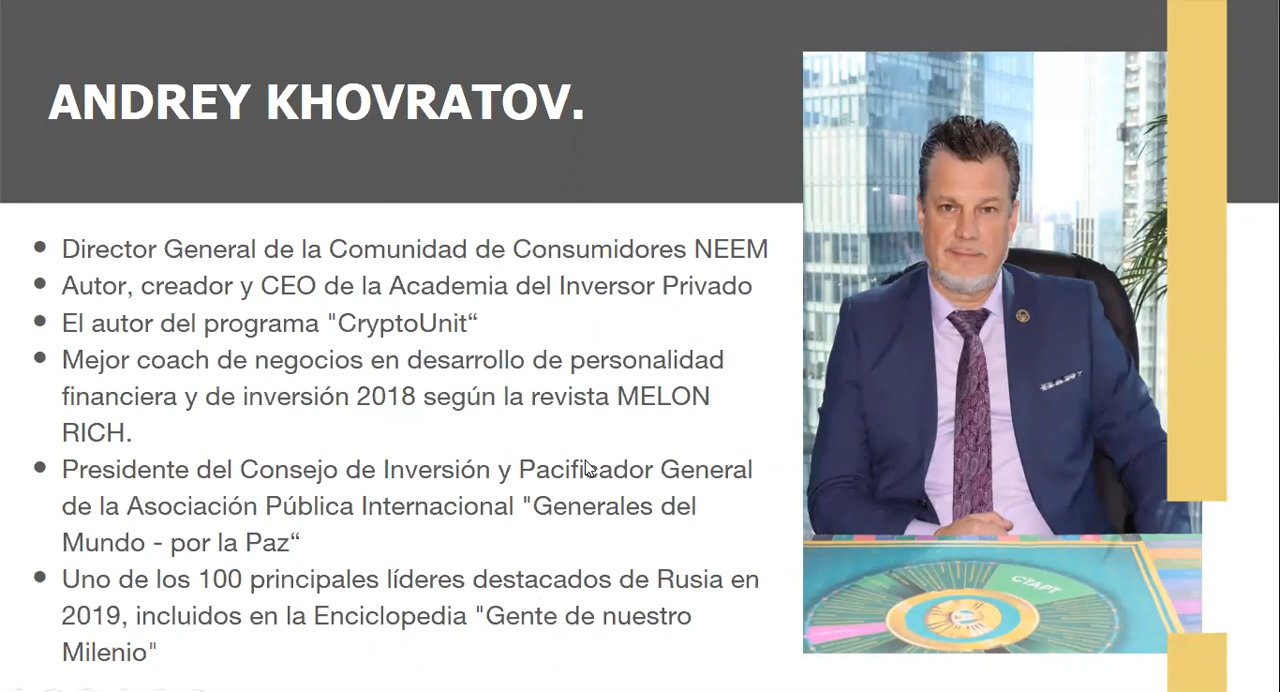 ANDREY KHOVRATOV.
• Director General de la Comunidad de Consumidores NEEM
• Autor, creador y CEO de la Academia del Inversor Privado
• El autor del programa "CryptoUnit“
• Mejor coach de negocios en desarrollo de personalidad
financiera y de inversión 2018 según la revista MELON
RICH.
• Presidente del Consejo de Inversión y Pacificador General
de la Asociación Pública Internacional "Generales del
Mundo - por la Paz“
• Uno de los 100 principales líderes destacados de Rusia en
2019, incluidos en la Enciclopedia "Gente de nuestro
Milenio"
СТАРТ